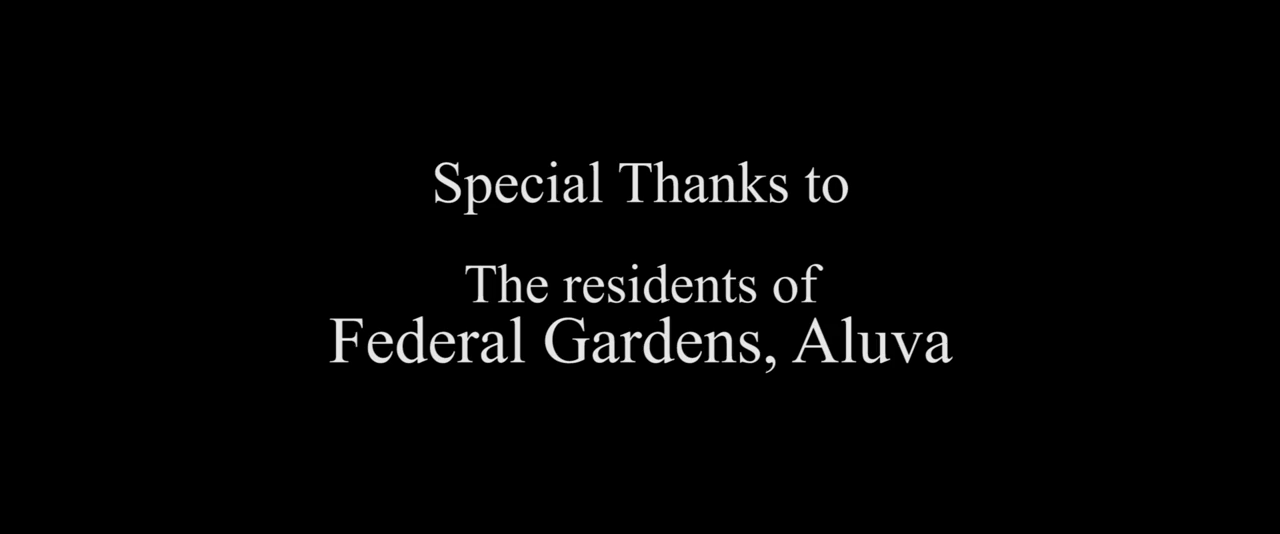 Special Thanks to
The residents of
Federal Gardens, Aluva